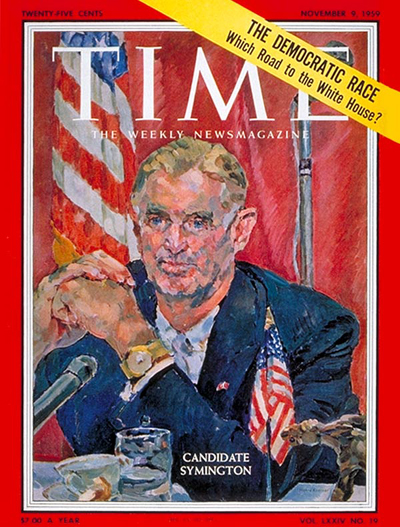 TWENTY-FIVE CENTS
NOVEMBER 9, 1959
THE DEMOCRATIC RACE
Which Road to the White House?
TIME
THE WEEKLY NEWSMAGAZINE
CANDIDATE
SYMINGTON
$7.00 A YEAR
VOL. LXXIV NO. 19